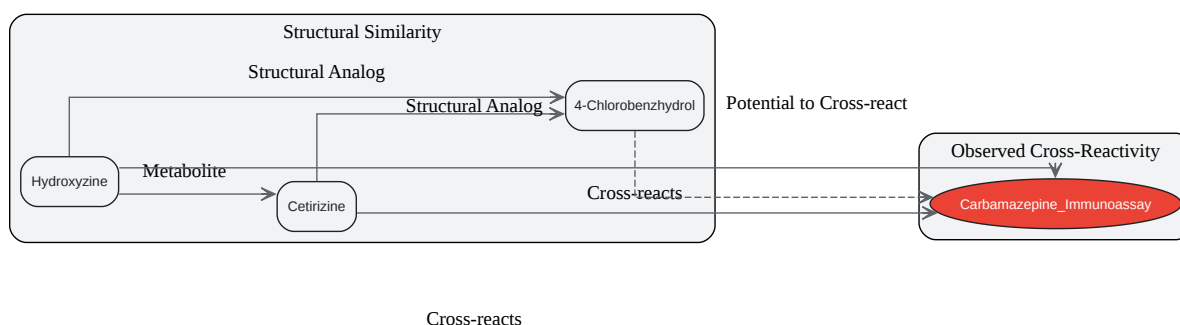 Structural Similarity
Structural Analog
Structural Analog
4-Chlorobenzhydrol
Potential to Cross-react
Observed Cross-Reactivity
Metabolite
Hydroxyzine
Cross-reacts
Cetirizine
Carbamazepine_Immunoassay
Cross-reacts